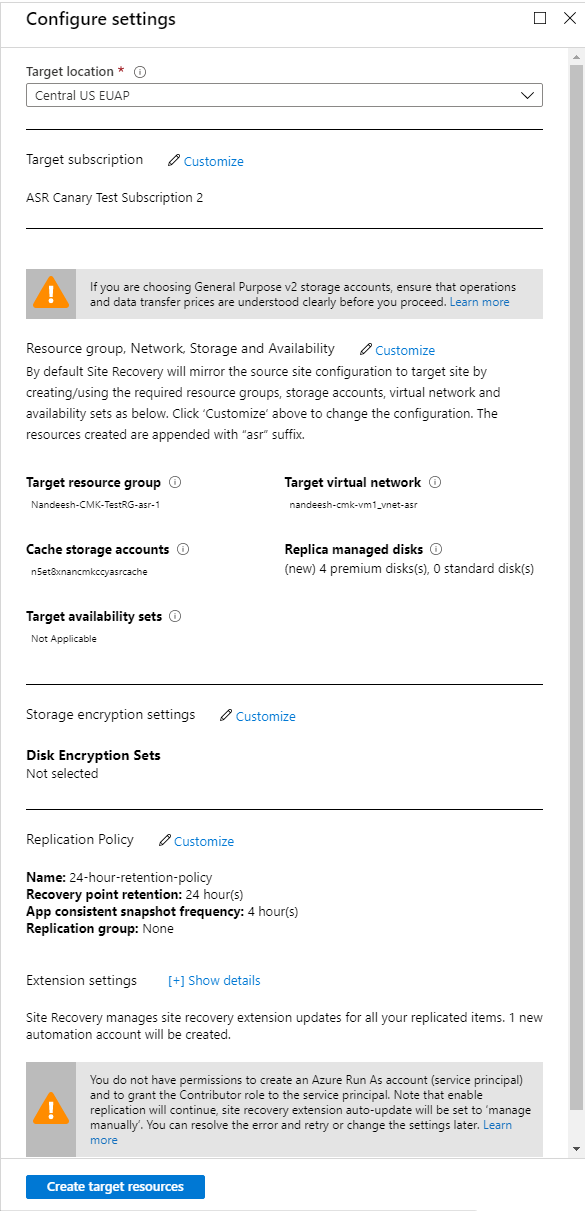 Configure settings
Target location *
Central US EUAP
Target subscription Customize
ASR Canary Test Subscription 2
If you are choosing General Purpose v2 storage accounts, ensure that operations
and data transfer prices are understood clearly before you proceed. Learn more
Resource group, Network, Storage and Availability Customize
By default Site Recovery will mirror the source site configuration to target site by
creating/using the required resource groups, storage accounts, virtual network and
availability sets as below. Click ‘Customize’ above to change the configuration. The
resources created are appended with “asr” suffix.
Target resource group Target virtual network
Nandeesh-CMK-TestRG-asr-1 nandeesh-cmk-vm1_vnet-asr
Cache storage accounts Replica managed disks
n5et8xnancmkccyasrcache (new) 4 premium disks(s), 0 standard disk(s)
Target availability sets
Not Applicable
Storage encryption settings Customize
Disk Encryption Sets
Not selected
Replication Policy Customize
Name: 24-hour-retention-policy
Recovery point retention: 24 hour(s)
App consistent snapshot frequency: 4 hour(s)
Replication group: None
Extension settings [+] Show details
Site Recovery manages site recovery extension updates for all your replicated items. 1 new
automation account will be created.
You do not have permissions to create an Azure Run As account (service principal)
and to grant the Contributor role to the service principal. Note that enable
replication will continue, site recovery extension auto-update will be set to ‘manage
manually’. You can resolve the error and retry or change the settings later. Learn
more
Create target resources